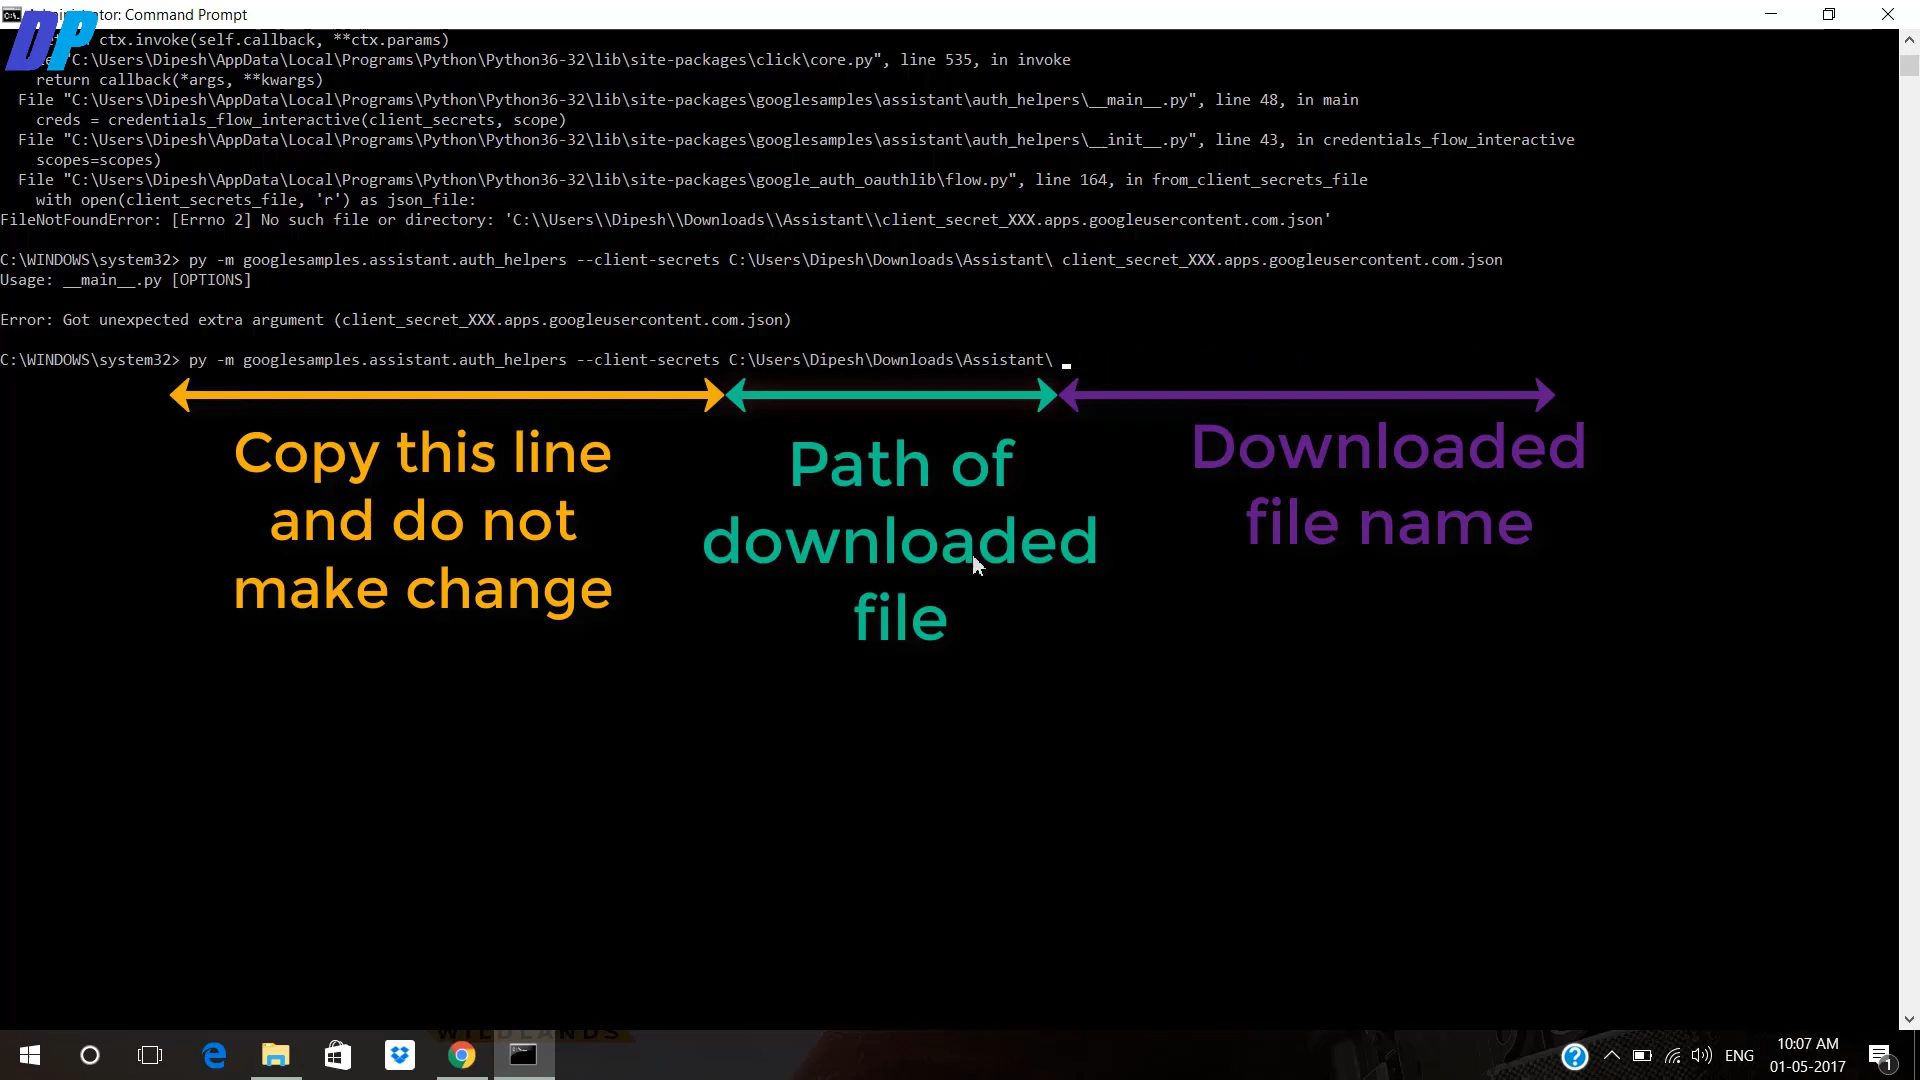 Administrator: Command Prompt
DP
ctx.invoke(self.callback, **ctx.params)
"C:\Users\Dipesh\AppData\Local\Programs\Python\Python36-32\lib\site-packages\click\core.py", line 535, in invoke
return callback(*args, **kwargs)
File "C:\Users\Dipesh\AppData\Local\Programs\Python\Python36-32\lib\site-packages\googlesamples\assistant\auth_helpers\__main__.py", line 48, in main
creds = credentials_flow_interactive(client_secrets, scope)
File "C:\Users\Dipesh\AppData\Local\Programs\Python\Python36-32\lib\site-packages\googlesamples\assistant\auth_helpers\__init__.py", line 43, in credentials_flow_interactive
scopes=scopes)
File "C:\Users\Dipesh\AppData\Local\Programs\Python\Python36-32\lib\site-packages\google_auth_oauthlib\flow.py", line 164, in from_client_secrets_file
with open(client_secrets_file, 'r') as json_file:
FileNotFoundError: [Errno 2] No such file or directory: 'C:\\Users\\Dipesh\\Downloads\\Assistant\\client_secret_XXX.apps.googleusercontent.com.json'
C:\WINDOWS\system32> py -m googlesamples.assistant.auth_helpers --client-secrets C:\Users\Dipesh\Downloads\Assistant\ client_secret_XXX.apps.googleusercontent.com.json
Usage: __main__.py [OPTIONS]
Error: Got unexpected extra argument (client_secret_XXX.apps.googleusercontent.com.json)
C:\WINDOWS\system32> py -m googlesamples.assistant.auth_helpers --client-secrets C:\Users\Dipesh\Downloads\Assistant\
Copy this line
and do not
make change
Path of
downloaded
file
Downloaded
file name
WILDLANDS
ENG
10:07 AM
01-05-2017
1